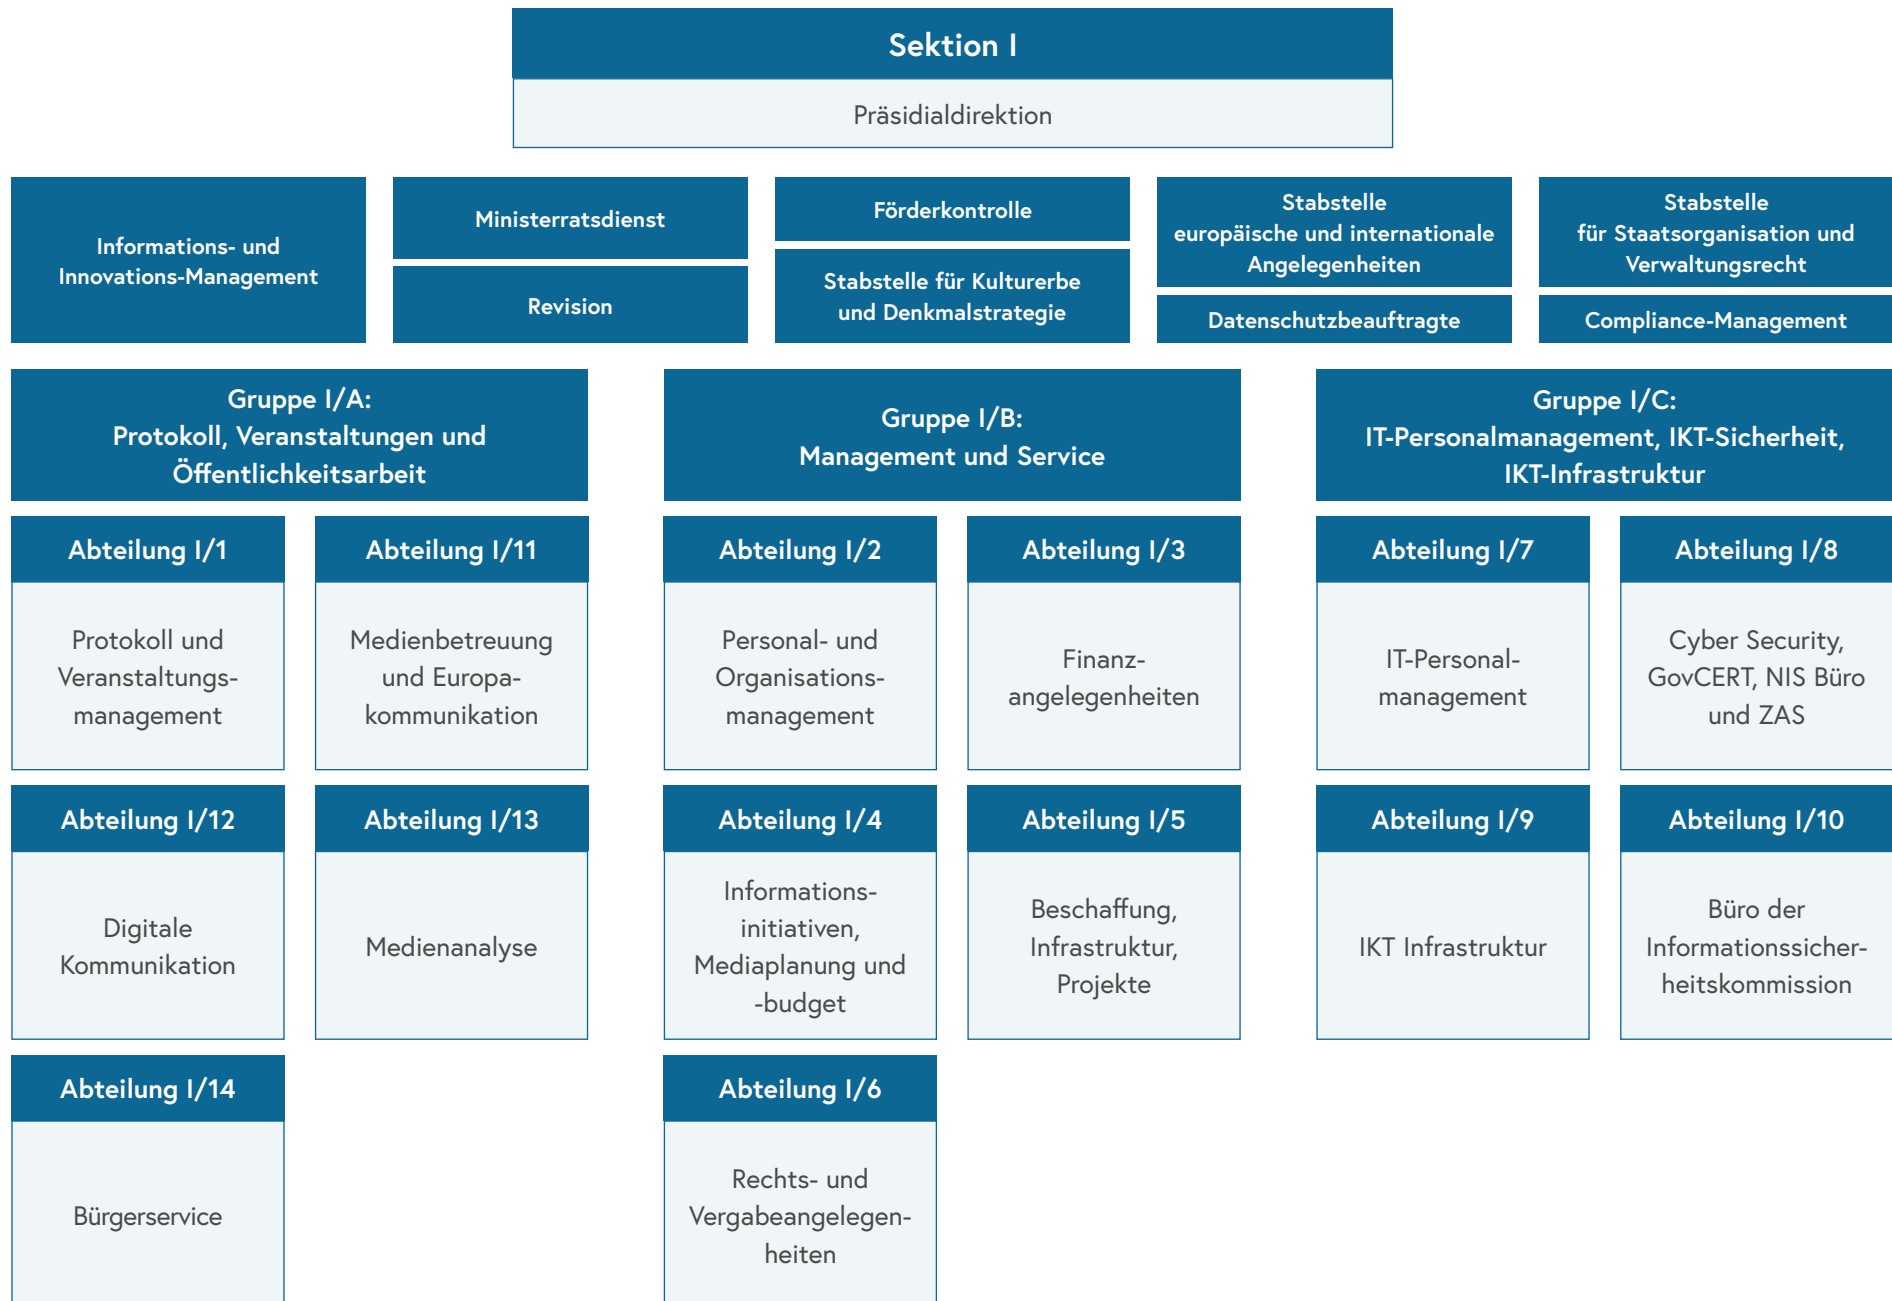 Sektion I
Präsidialdirektion
Informations- und
Innovations-Management
Ministerratsdienst
Revision
Förderkontrolle
Stabstelle für Kulturerbe
und Denkmalstrategie
Stabstelle
europäische und internationale
Angelegenheiten
Datenschutzbeauftragte
Stabstelle
für Staatsorganisation und
Verwaltungsrecht
Compliance-Management
Gruppe I/A:
Protokoll, Veranstaltungen und
Öffentlichkeitsarbeit
Abteilung I/1
Protokoll und
Veranstaltungs-
management
Abteilung I/11
Medienbetreuung
und Europa-
kommunikation
Abteilung I/12
Digitale
Kommunikation
Abteilung I/13
Medienanalyse
Abteilung I/14
Bürgerservice
Gruppe I/B:
Management und Service
Abteilung I/2
Personal- und
Organisations-
management
Abteilung I/3
Finanz-
angelegenheiten
Abteilung I/4
Informations-
initiativen,
Mediaplanung und
-budget
Abteilung I/5
Beschaffung,
Infrastruktur,
Projekte
Abteilung I/6
Rechts- und
Vergabeangelegen-
heiten
Gruppe I/C:
IT-Personalmanagement, IKT-Sicherheit,
IKT-Infrastruktur
Abteilung I/7
IT-Personal-
management
Abteilung I/8
Cyber Security,
GovCERT, NIS Büro
und ZAS
Abteilung I/9
IKT Infrastruktur
Abteilung I/10
Büro der
Informationssicher-
heitskommission